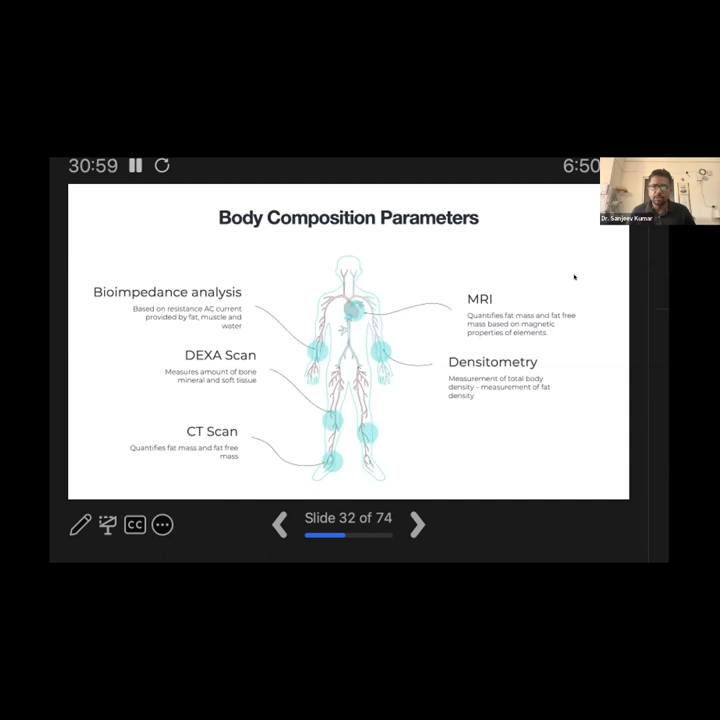 30:59
6:50
Dr. Sanjeev Kumar
Body Composition Parameters
Bioimpedance analysis
Based on resistance AC current
provided by fat, muscle and
water
DEXA Scan
Measures amount of bone
mineral and soft tissue
CT Scan
Quantifies fat mass and fat free
mass
MRI
Quantifies fat mass and fat free
mass based on magnetic
properties of elements.
Densitometry
Measurement of total body
density - measurement of fat
density
CC
Slide 32 of 74